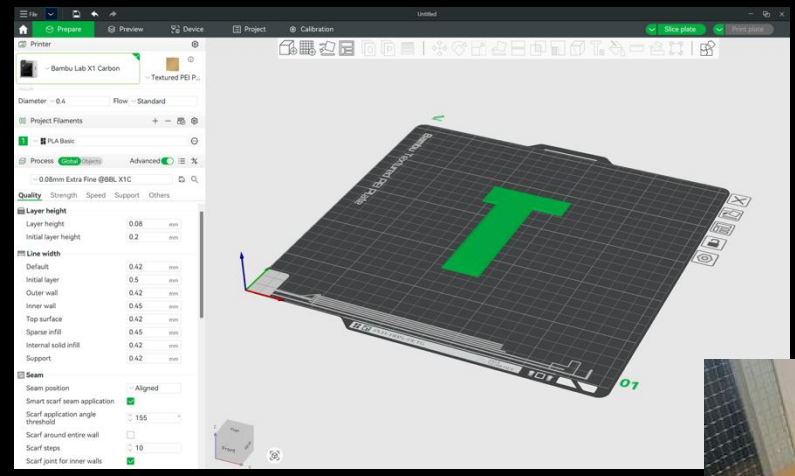 File
Untitled
Prepare
Preview
Device
Project
Calibration
Slice plate
Print plate
Printer
Bambu Lab X1 Carbon
Textured PEI P...
Diameter 0.4 Flow Standard
Project Filaments
1 PLA Basic
Process Global Objects Advanced
0.08mm Extra Fine @BBL X1C
Quality Strength Speed Support Others
Layer height
Layer height 0.08 mm
Initial layer height 0.2 mm
Line width
Default 0.42 mm
Initial layer 0.5 mm
Outer wall 0.42 mm
Inner wall 0.45 mm
Top surface 0.42 mm
Sparse infill 0.45 mm
Internal solid infill 0.42 mm
Support 0.42 mm
Seam
Seam position Aligned
Smart scarf seam application
Scarf application angle
threshold 155 °
Scarf around entire wall
Scarf steps 10
Scarf joint for inner walls
Bambu Textured PEI Plate
T
01
Top
Front